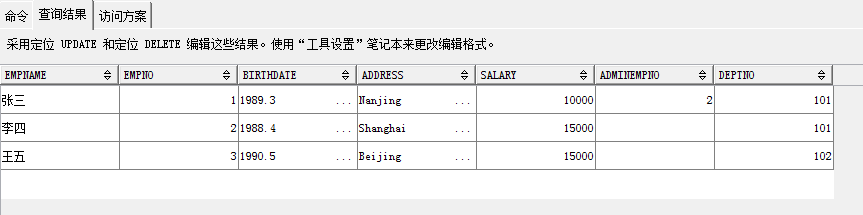 命令 查询结果 访问方案
采用定位 UPDATE 和定位 DELETE 编辑这些结果。使用“工具设置”笔记本来更改编辑格式。
EMPNAME EMPNO BIRTHDATE ADDRESS SALARY ADMINEMPNO DEPTNO
张三 1 1989.3 ... Nanjing ... 10000 2 101
李四 2 1988.4 ... Shanghai ... 15000 101
王五 3 1990.5 ... Beijing ... 15000 102